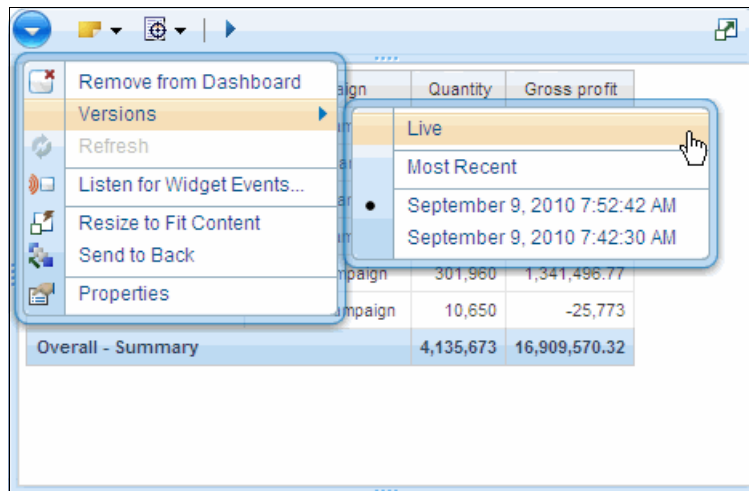 Remove from Dashboard
Versions
Refresh
Listen for Widget Events...
Resize to Fit Content
Send to Back
Properties
Live
Most Recent
September 9, 2010 7:52:42 AM
September 9, 2010 7:42:30 AM
Quantity Gross profit
301,960 1,341,496.77
10,650 -25,773
Overall - Summary 4,135,673 16,909,570.32